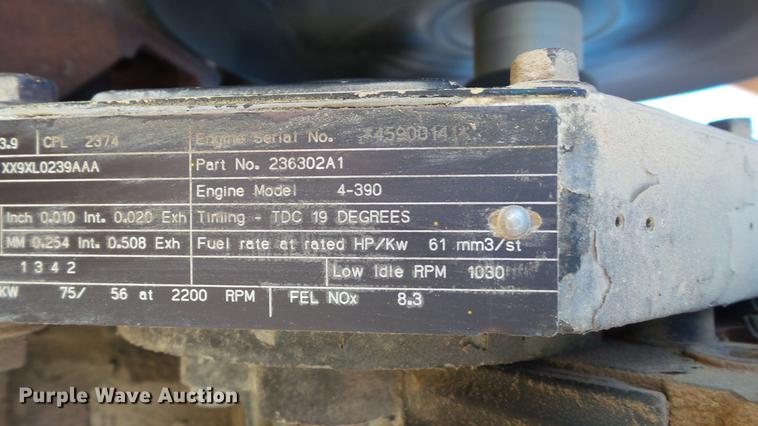 3.9 CPL 2374 Engine Serial No.
XX9XL0239AAA Part No. 236302A1
Engine Model 4-390
Inch 0.010 Int. 0.020 Exh Timing - TDC 19 DEGREES
MM 0.254 Int. 0.508 Exh Fuel rate at rated HP/Kw 61 mm3/st
1 3 4 2 Low Idle RPM 1030
KW 75/ 56 at 2200 RPM FEL NOx 8.3
Purple Wave Auction